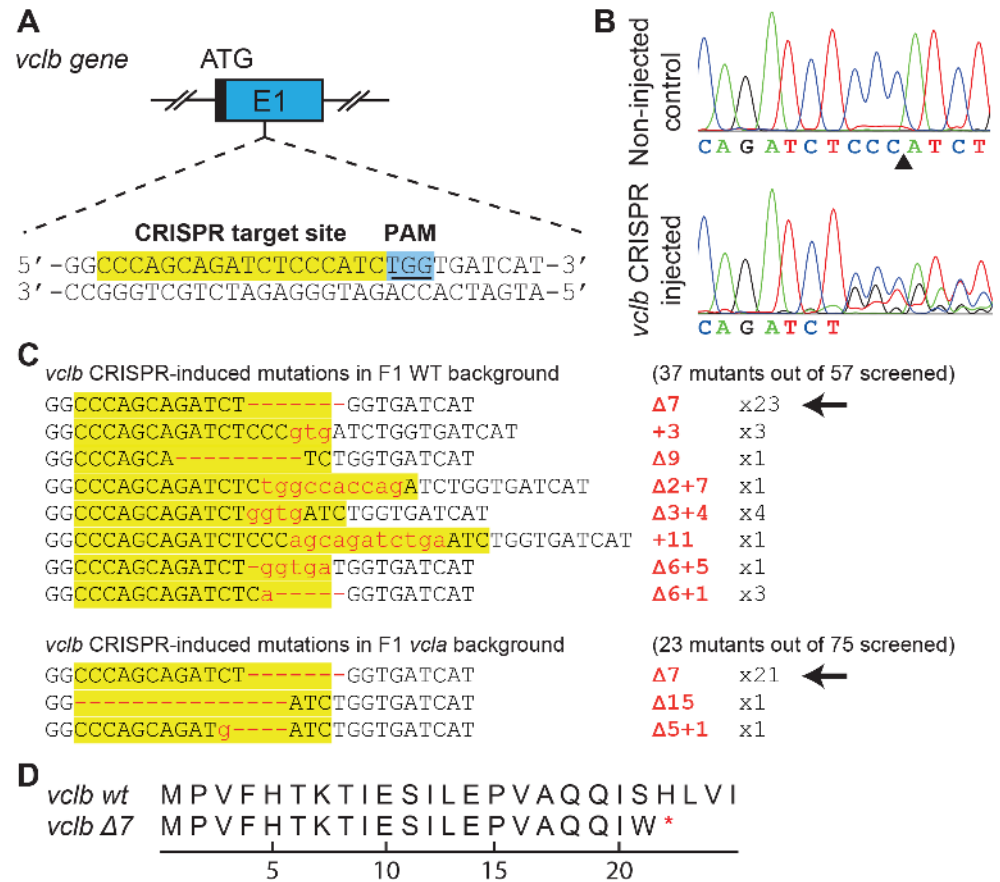 A
vclb gene
ATG
E1
CRISPR target site PAM
5'-GGCCCAGCAGATCTCCCATCTGGTGATCAT-3'
3'-CCGGGTCGTCTAGAGGGTAGACCACTAGTA-5'
B
Non-injected control
CAGATCTCCCATCT
vclb CRISPR injected
CAGATCT
C
vclb CRISPR-induced mutations in F1 WT background (37 mutants out of 57 screened)
GGCCCAGCAGATCT-------GGTGATCAT Δ7 x23
GGCCCAGCAGATCTCCCgtgATCTGGTGATCAT +3 x3
GGCCCAGCA---------TCTGGTGATCAT Δ9 x1
GGCCCAGCAGATCTCtggccaccagATCTGGTGATCAT Δ2+7 x1
GGCCCAGCAGATCTggtgATCTGGTGATCAT Δ3+4 x4
GGCCCAGCAGATCTCCCagcagatctgaATCTGGTGATCAT +11 x1
GGCCCAGCAGATCT-ggtgaTGGTGATCAT Δ6+5 x1
GGCCCAGCAGATCTCa-----GGTGATCAT Δ6+1 x3
vclb CRISPR-induced mutations in F1 vcla background (23 mutants out of 75 screened)
GGCCCAGCAGATCT-------GGTGATCAT Δ7 x21
GG---------------ATCTGGTGATCAT Δ15 x1
GGCCCAGCAGATg----ATCTGGTGATCAT Δ5+1 x1
D
vclb wt MPVFHTKTIESILEPVAQQISHLVI
vclb Δ7 MPVFHTKTIESILEPVAQQIW*
5 10 15 20